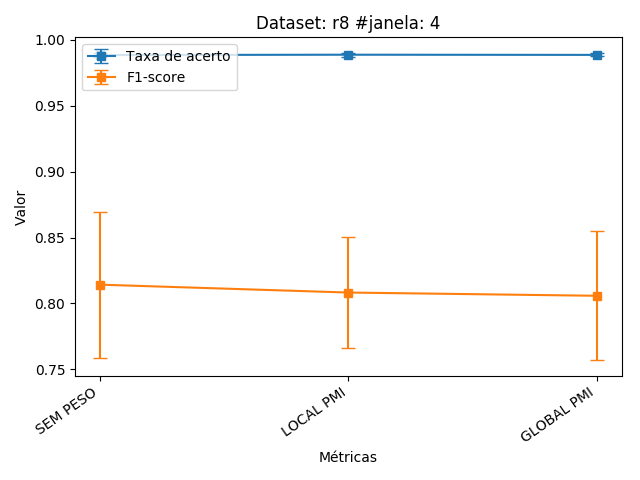 Dataset: r8 #janela: 4
Taxa de acerto
F1-score
1.00
0.95
0.90
0.85
0.80
0.75
Valor
SEM PESO
LOCAL PMI
GLOBAL PMI
Métricas